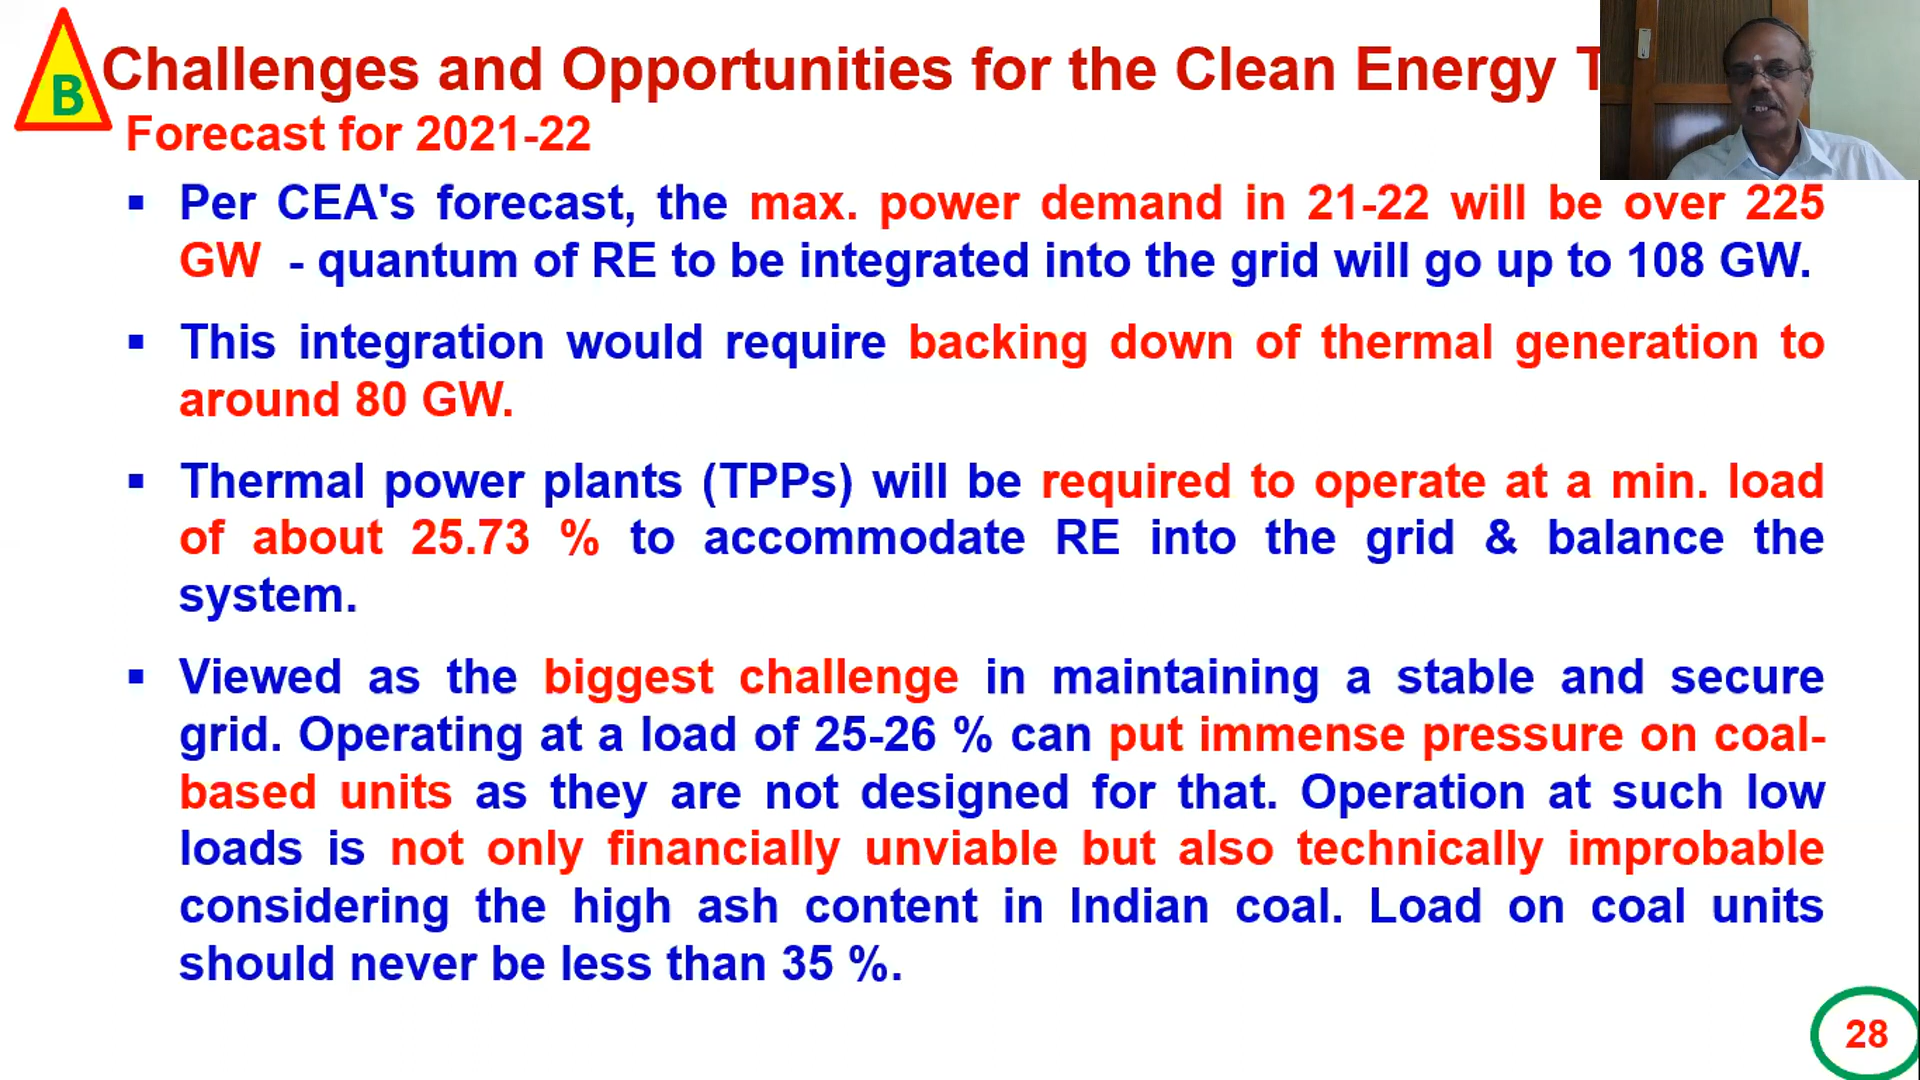 B
Challenges and Opportunities for the Clean Energy T
Forecast for 2021-22
▪ Per CEA's forecast, the max. power demand in 21-22 will be over 225
GW - quantum of RE to be integrated into the grid will go up to 108 GW.
▪ This integration would require backing down of thermal generation to
around 80 GW.
▪ Thermal power plants (TPPs) will be required to operate at a min. load
of about 25.73 % to accommodate RE into the grid & balance the
system.
▪ Viewed as the biggest challenge in maintaining a stable and secure
grid. Operating at a load of 25-26 % can put immense pressure on coal-
based units as they are not designed for that. Operation at such low
loads is not only financially unviable but also technically improbable
considering the high ash content in Indian coal. Load on coal units
should never be less than 35 %.
28